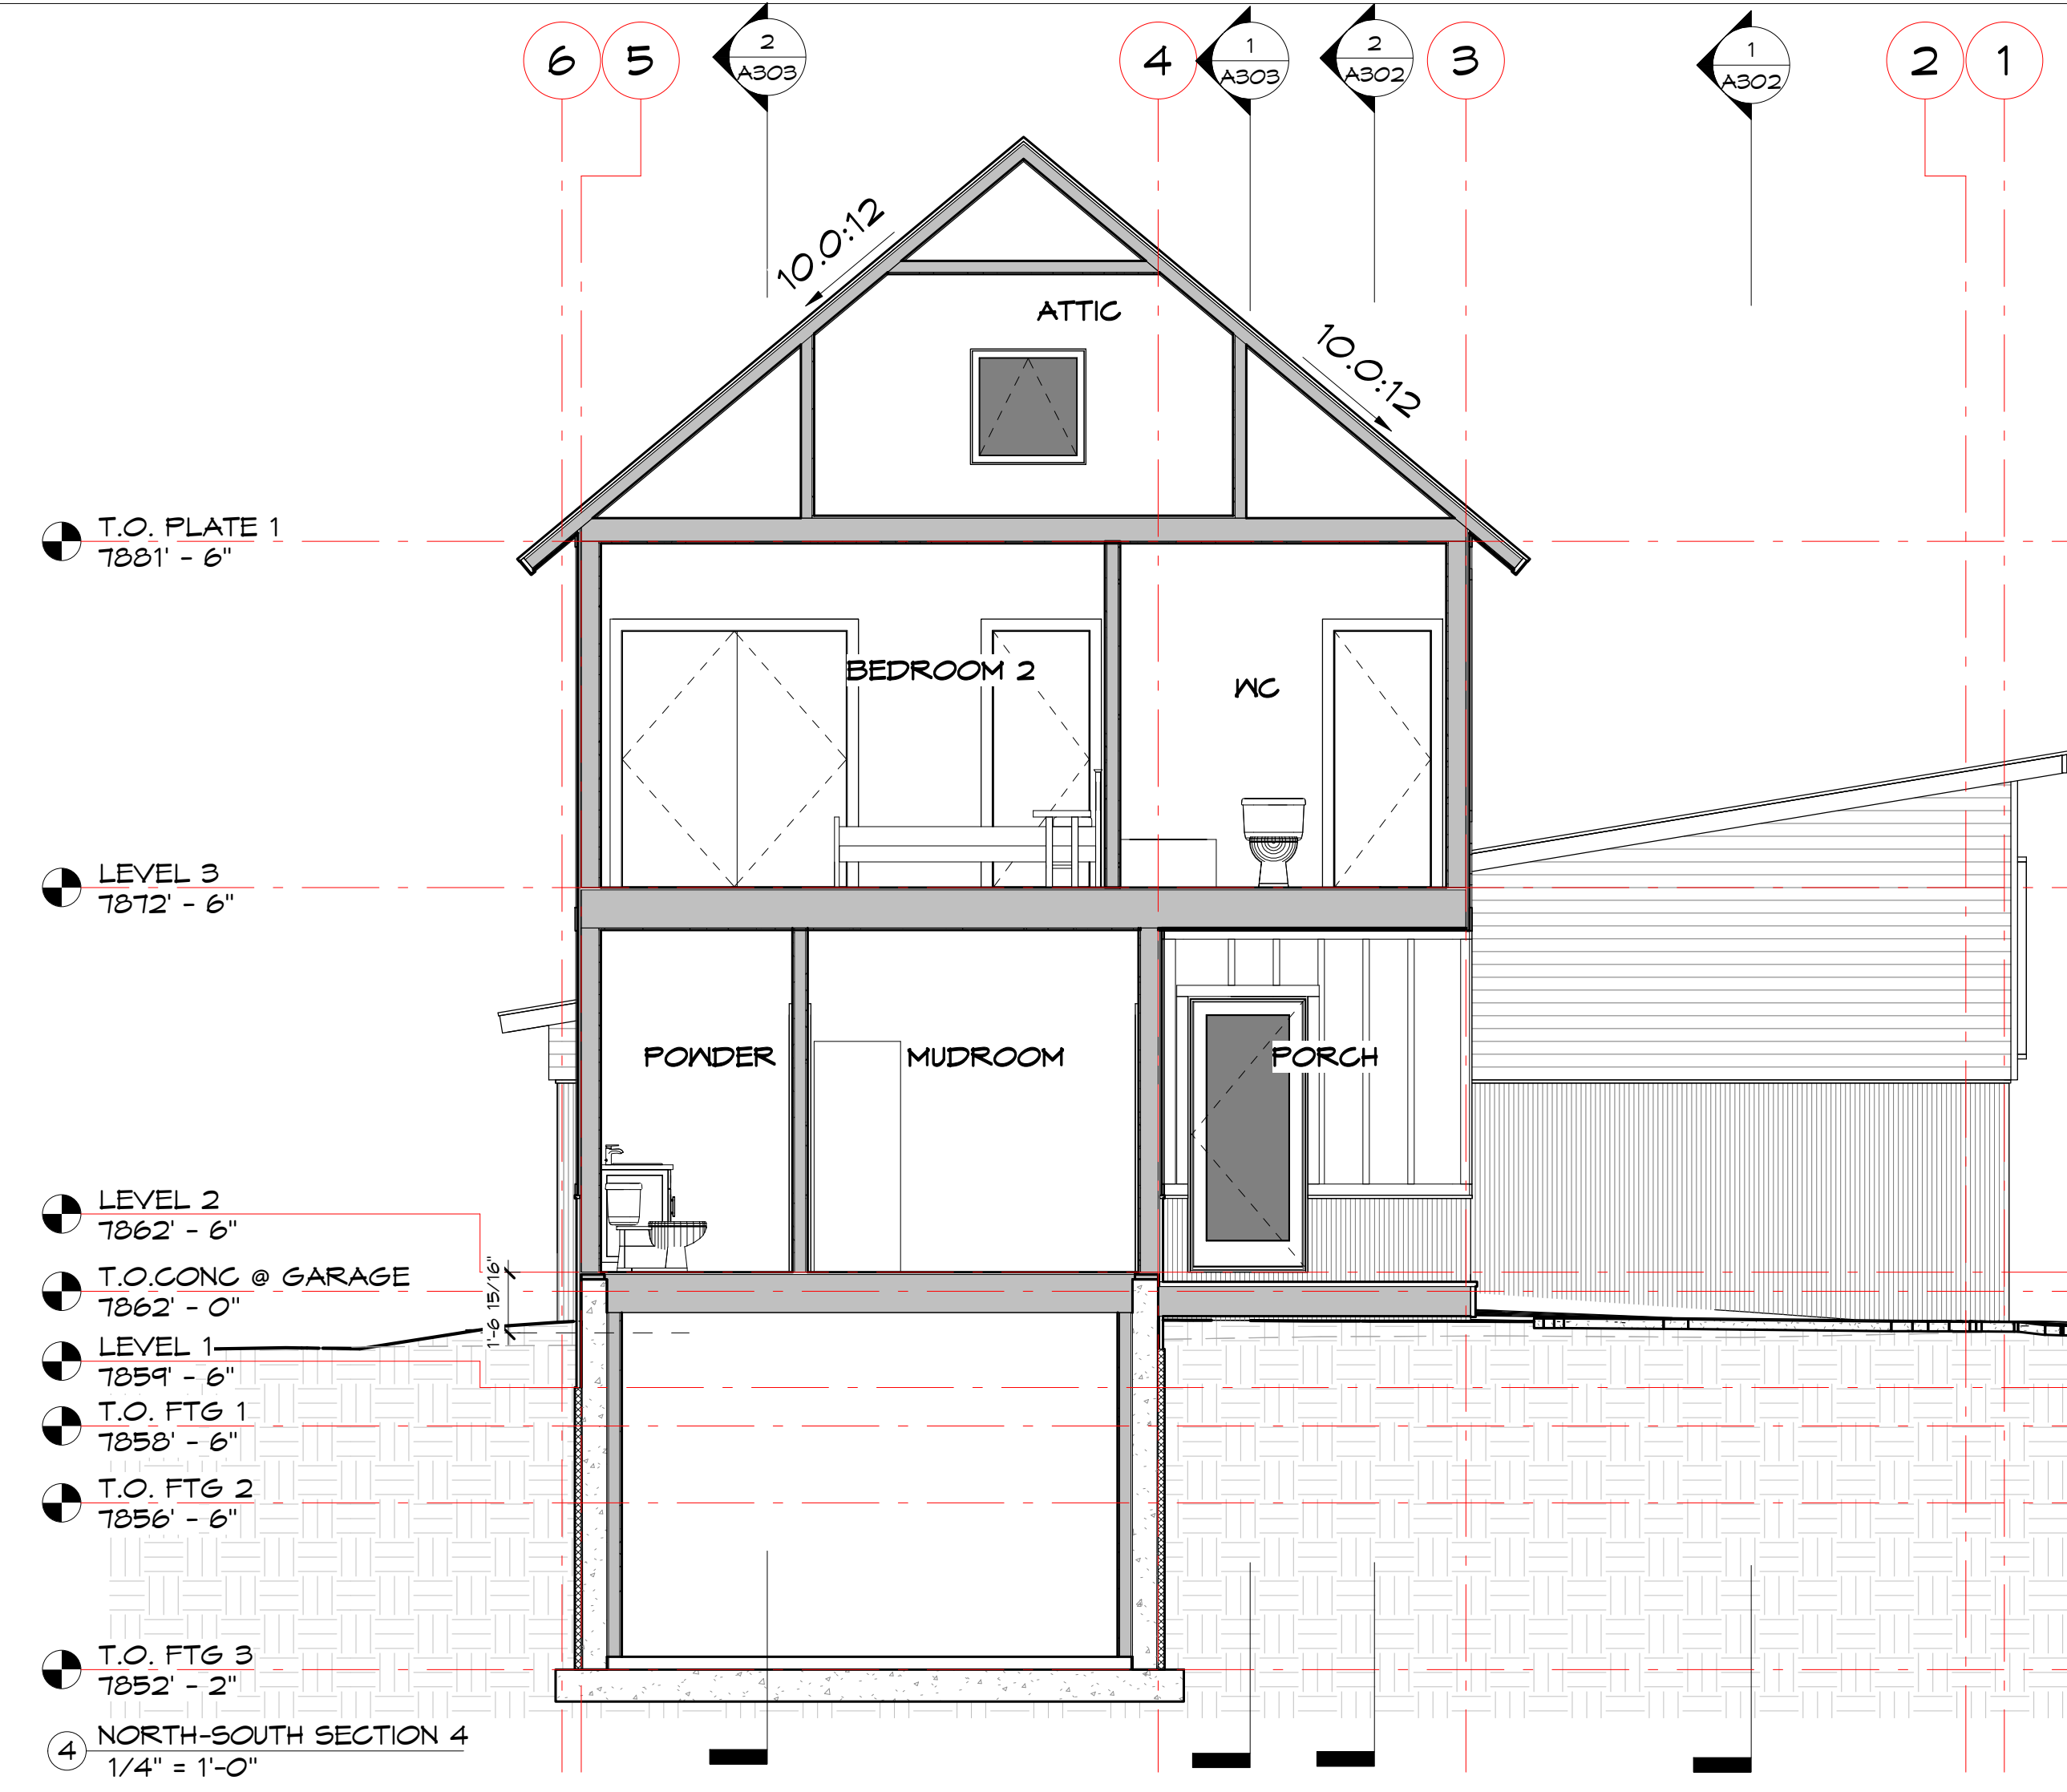 6
5
2
A303
4
1
A303
2
A302
3
1
A302
2
1
10.0:12
ATTIC
10.0:12
T.O. PLATE 1
7881' - 6"
BEDROOM 2
WC
LEVEL 3
7872' - 6"
POWDER
MUDROOM
PORCH
LEVEL 2
7862' - 6"
T.O.CONC @ GARAGE
7862' - 0"
1'-6 15/16"
LEVEL 1
7859' - 6"
T.O. FTG 1
7858' - 6"
T.O. FTG 2
7856' - 6"
T.O. FTG 3
7852' - 2"
4
NORTH-SOUTH SECTION 4
1/4" = 1'-0"